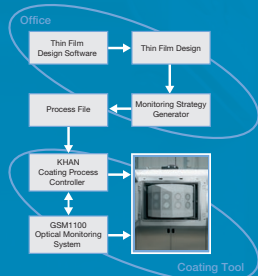 Office
Thin Film
Design Software
Thin Film Design
Process File
Monitoring Strategy
Generator
KHAN
Coating Process
Controller
GSM1100
Optical Monitoring
System
Coating Tool